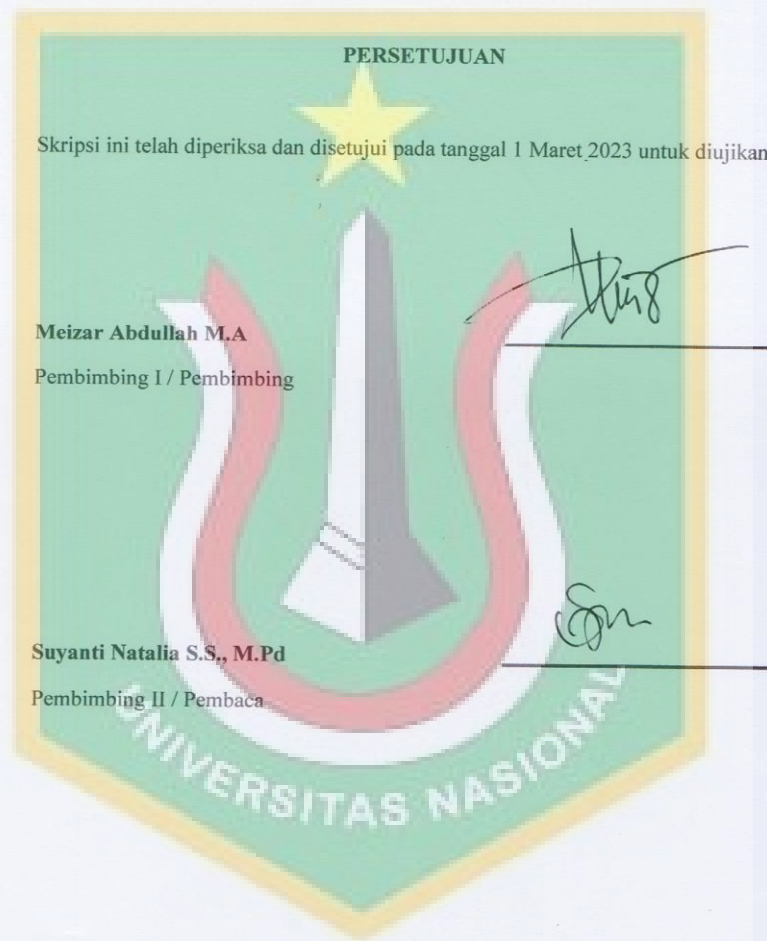 PERSETUJUAN
Skripsi ini telah diperiksa dan disetujui pada tanggal 1 Maret 2023 untuk diujikan
Meizar Abdullah M.A
Pembimbing I / Pembimbing
Suyanti Natalia S.S., M.Pd
Pembimbing II / Pembaca
UNIVERSITAS NASIONAL